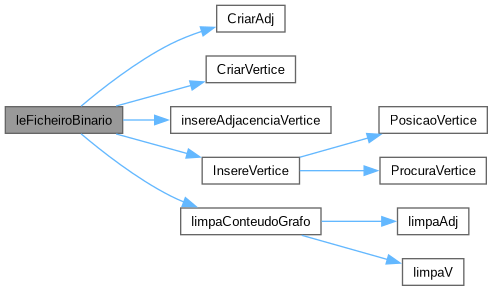 CriarAdj
CriarVertice
leFicheiroBinario
insereAdjacenciaVertice
PosicaoVertice
InsereVertice
ProcuraVertice
limpaConteudoGrafo
limpaAdj
limpaV